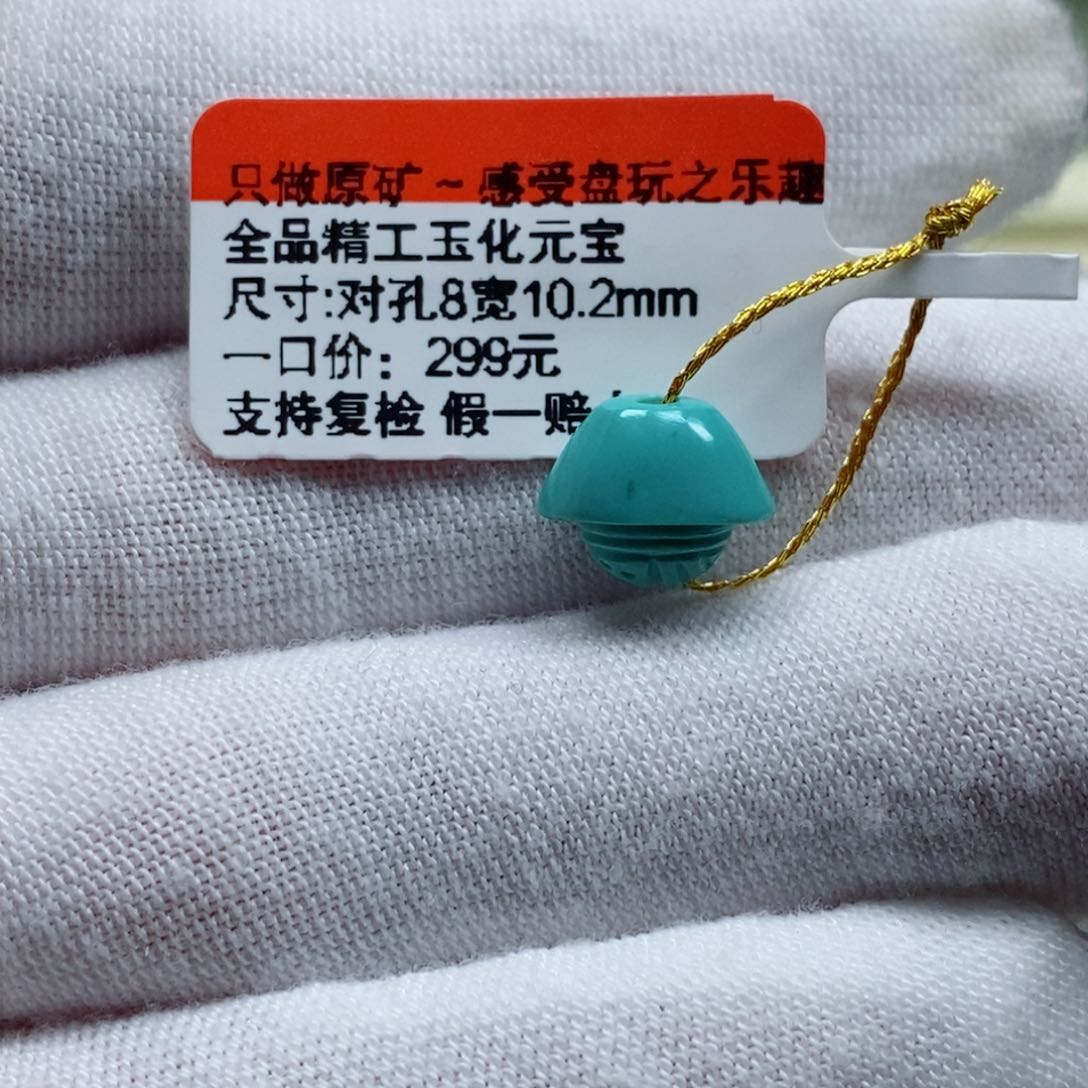 只做原矿~感受盘玩之乐趣
全品精工玉化元宝
尺寸:对孔8宽10.2mm
一口价：299元
支持复检 假一赔